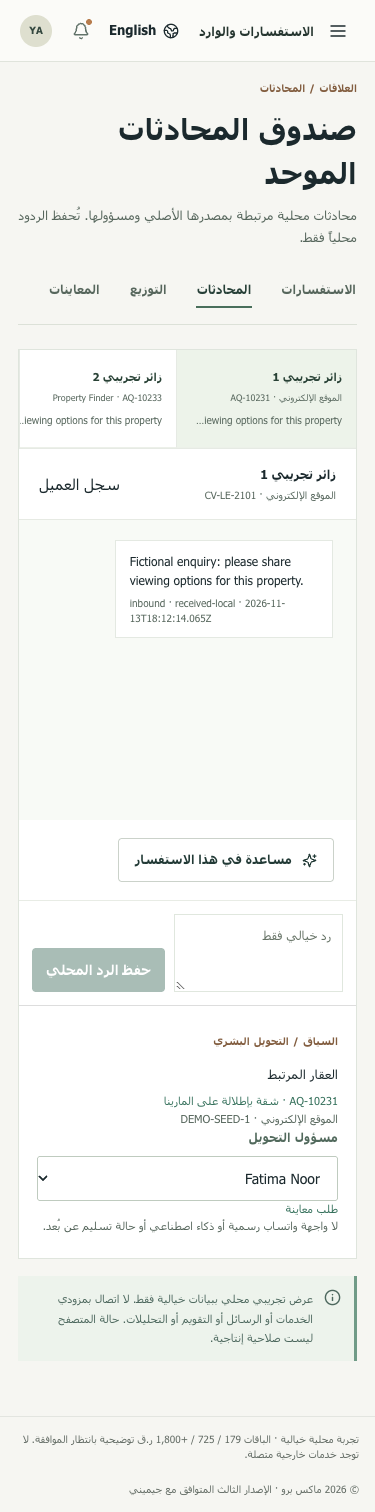 الاستفسارات والوارد
English
YA
العلاقات / المحادثات
صندوق المحادثات
الموحد
محادثات محلية مرتبطة بمصدرها الأصلي ومسؤولها. تُحفظ الردود
محلياً فقط.
الاستفسارات المحادثات التوزيع المعاينات
زائر تجريبي 1
الموقع الإلكتروني · AQ-10231
...iewing options for this property
زائر تجريبي 2
Property Finder · AQ-10233
...iewing options for this property
زائر تجريبي 1
الموقع الإلكتروني · CV-LE-2101
سجل العميل
Fictional enquiry: please share
viewing options for this property.
inbound · received-local · 2026-11-
13T18:12:14.065Z
مساعدة في هذا الاستفسار
رد خيالي فقط
حفظ الرد المحلي
السياق / التحويل البشري
العقار المرتبط
AQ-10231 · شقة بإطلالة على المارينا
الموقع الإلكتروني · DEMO-SEED-1
مسؤول التحويل
Fatima Noor
طلب معاينة
لا واجهة واتساب رسمية أو ذكاء اصطناعي أو حالة تسليم عن بُعد.
عرض تجريبي محلي ببيانات خيالية فقط. لا اتصال بمزودي
الخدمات أو الرسائل أو التقويم أو التحليلات. حالة المتصفح
ليست صلاحية إنتاجية.
تجربة محلية خيالية · الباقات 179 / 725 / 1,800+ ر.ق توضيحية بانتظار الموافقة. لا
توجد خدمات خارجية متصلة.
© 2026 ماكس برو · الإصدار الثالث المتوافق مع جيميني